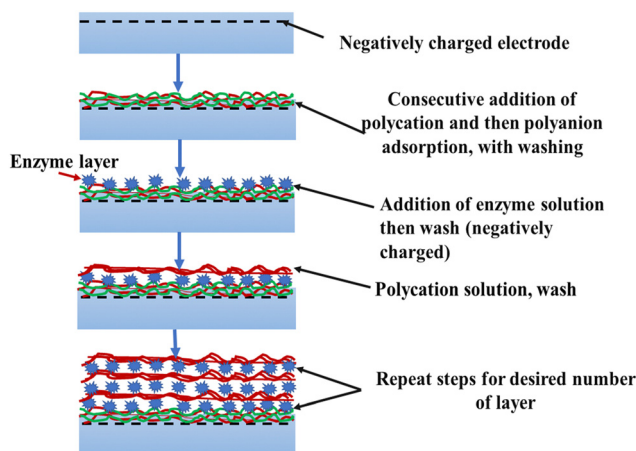 Negatively charged electrode
Consecutive addition of
polycation and then polyanion
adsorption, with washing
Enzyme layer
Addition of enzyme solution
then wash (negatively
charged)
Polycation solution, wash
Repeat steps for desired number
of layer